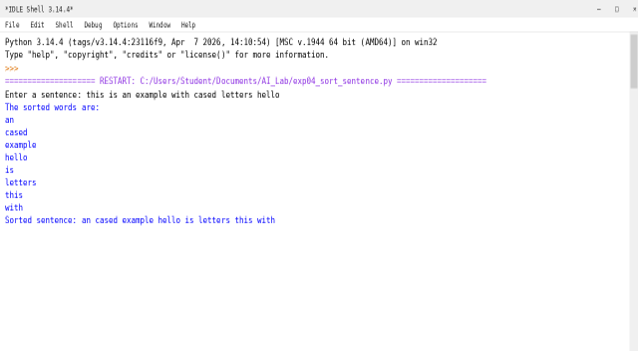 *IDLE Shell 3.14.4*
File Edit Shell Debug Options Window Help
Python 3.14.4 (tags/v3.14.4:23116f9, Apr  7 2026, 14:10:54) [MSC v.1944 64 bit (AMD64)] on win32
Type "help", "copyright", "credits" or "license()" for more information.
>>>
==================== RESTART: C:/Users/Student/Documents/AI_Lab/exp04_sort_sentence.py ====================
Enter a sentence: this is an example with cased letters hello
The sorted words are:
an
cased
example
hello
is
letters
this
with
Sorted sentence: an cased example hello is letters this with